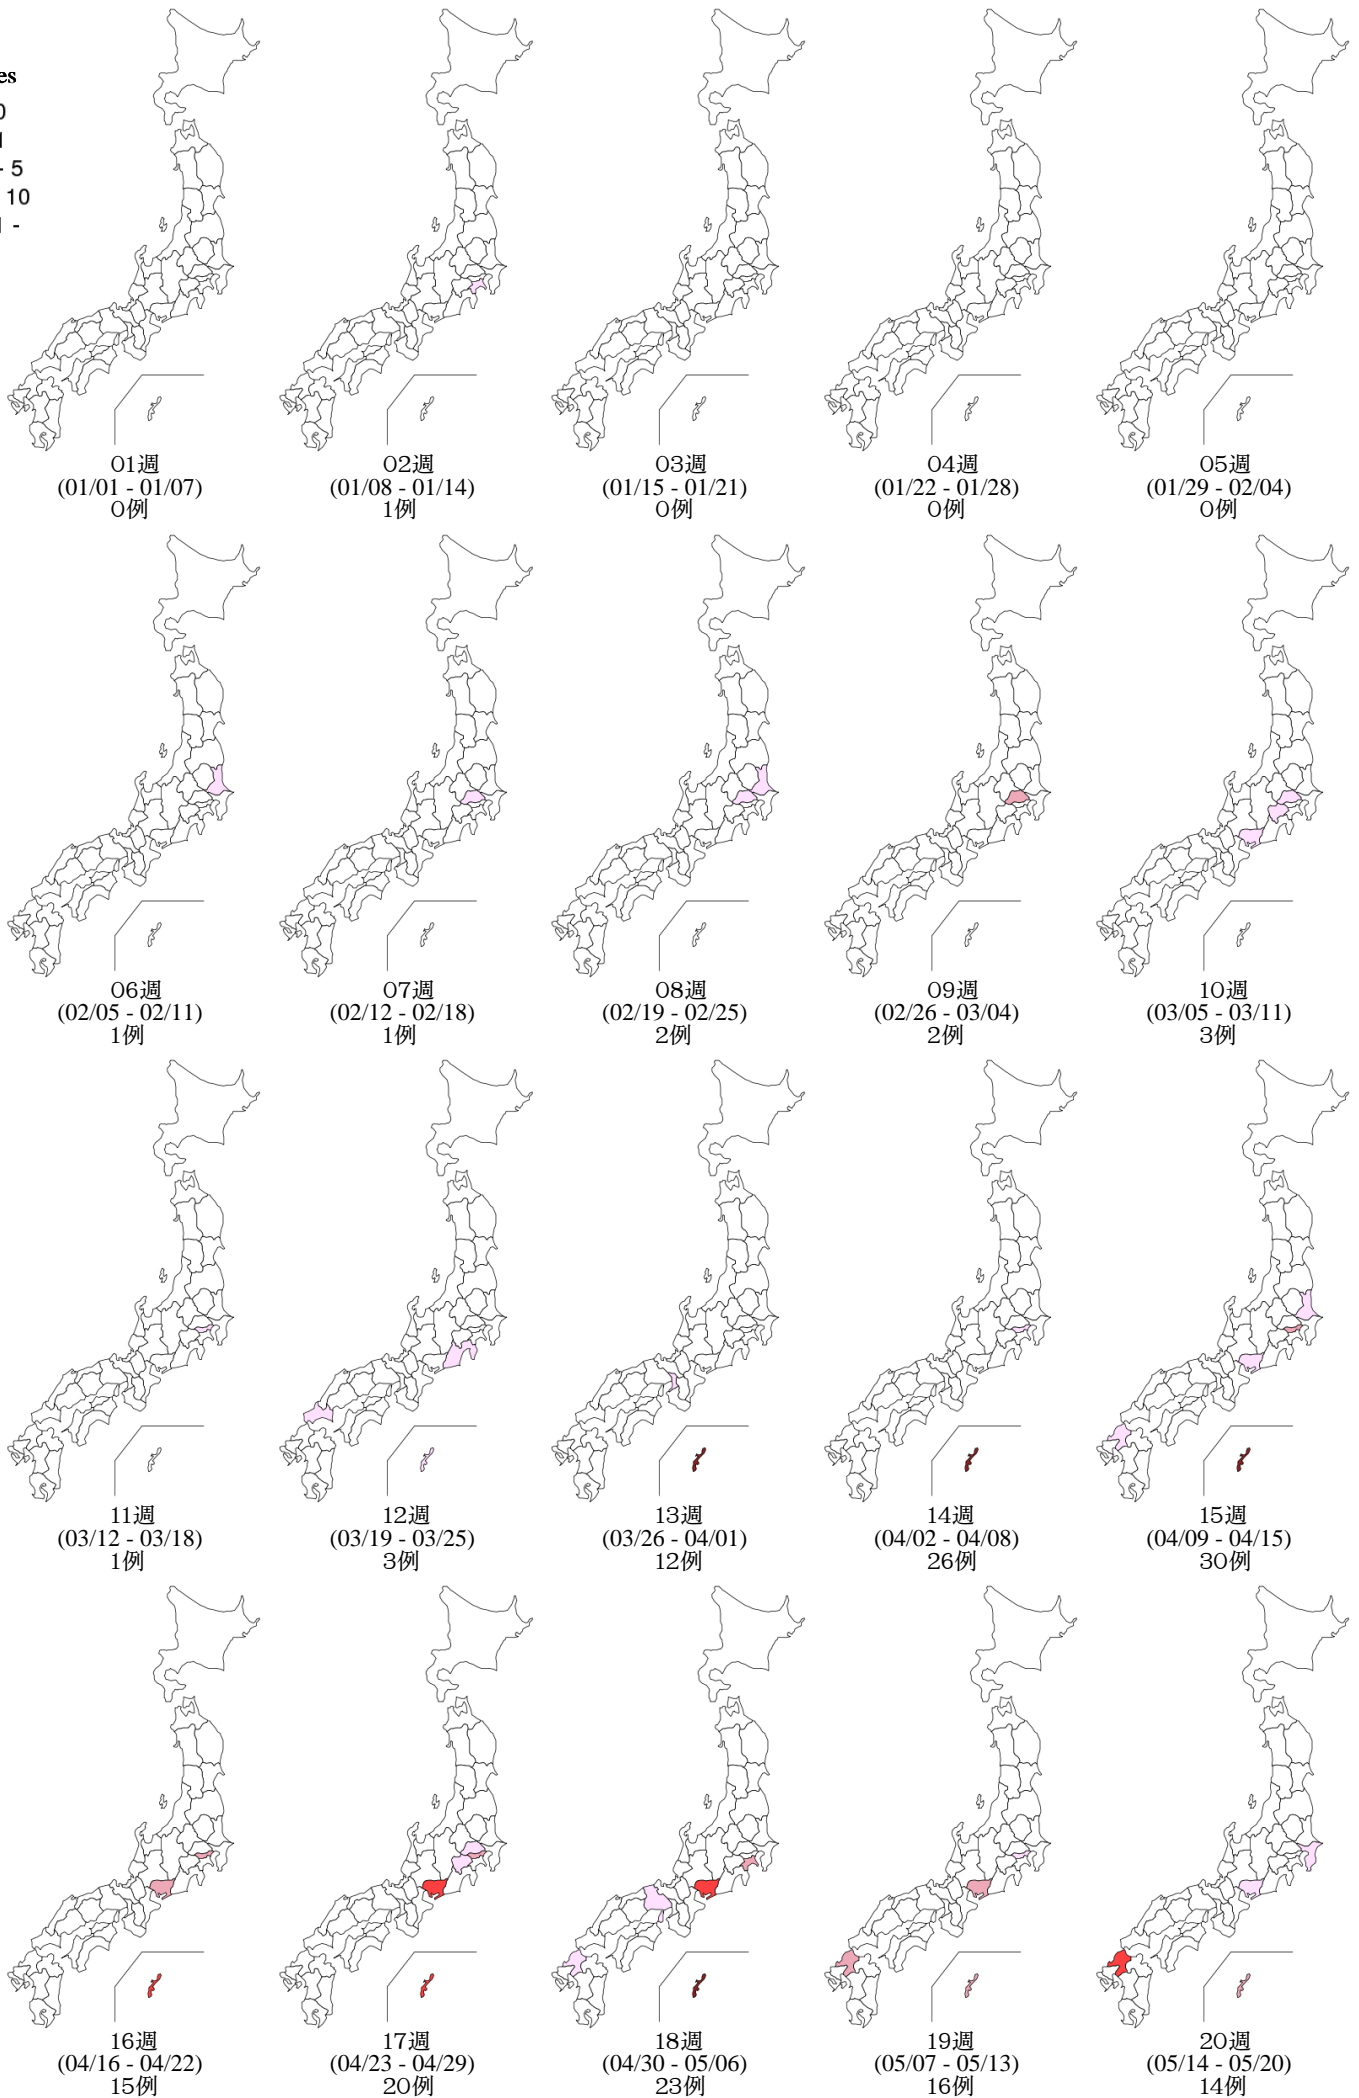 es
0
1
- 5
10
-
01週
(01/01 - 01/07)
0例
02週
(01/08 - 01/14)
1例
03週
(01/15 - 01/21)
0例
04週
(01/22 - 01/28)
0例
05週
(01/29 - 02/04)
0例
06週
(02/05 - 02/11)
1例
07週
(02/12 - 02/18)
1例
08週
(02/19 - 02/25)
2例
09週
(02/26 - 03/04)
2例
10週
(03/05 - 03/11)
3例
11週
(03/12 - 03/18)
1例
12週
(03/19 - 03/25)
3例
13週
(03/26 - 04/01)
12例
14週
(04/02 - 04/08)
26例
15週
(04/09 - 04/15)
30例
16週
(04/16 - 04/22)
15例
17週
(04/23 - 04/29)
20例
18週
(04/30 - 05/06)
23例
19週
(05/07 - 05/13)
16例
20週
(05/14 - 05/20)
14例